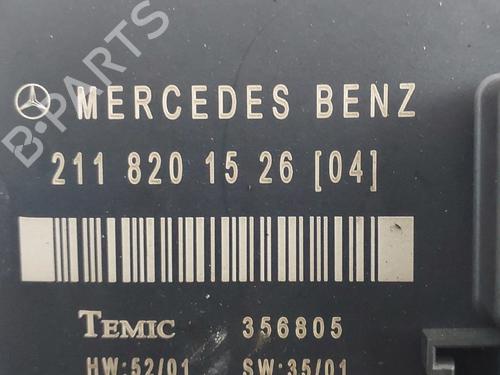 MERCEDES BENZ
211 820 15 26 [04]
TEMIC 356805
HW:52/01 SW:35/01
B-PARTS